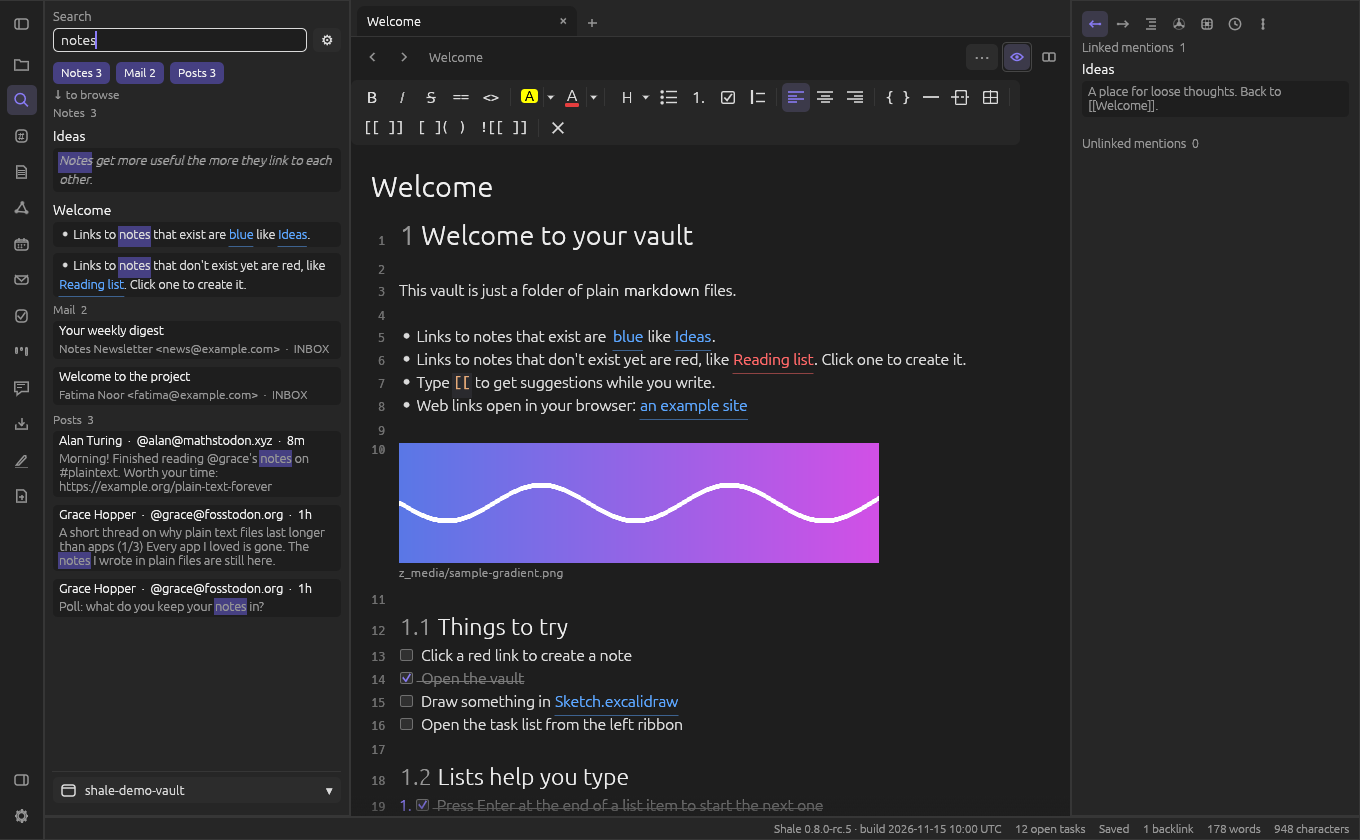 Search
notes
Notes 3 Mail 2 Posts 3
↓ to browse
Notes 3
Ideas
Notes get more useful the more they link to each
other.
Welcome
• Links to notes that exist are blue like Ideas.
• Links to notes that don't exist yet are red, like
Reading list. Click one to create it.
Mail 2
Your weekly digest
Notes Newsletter <news@example.com> · INBOX
Welcome to the project
Fatima Noor <fatima@example.com> · INBOX
Posts 3
Alan Turing · @alan@mathstodon.xyz · 8m
Morning! Finished reading @grace's notes on
#plaintext. Worth your time:
https://example.org/plain-text-forever
Grace Hopper · @grace@fosstodon.org · 1h
A short thread on why plain text files last longer
than apps (1/3) Every app I loved is gone. The
notes I wrote in plain files are still here.
Grace Hopper · @grace@fosstodon.org · 1h
Poll: what do you keep your notes in?
shale-demo-vault
Welcome × +
Welcome
B I S == <> A A H 1. { } —
[[ ]] [ ]( ) ![[ ]] ×
Welcome
1 1 Welcome to your vault
2
3 This vault is just a folder of plain markdown files.
4
5 • Links to notes that exist are blue like Ideas.
6 • Links to notes that don't exist yet are red, like Reading list. Click one to create it.
7 • Type [[ to get suggestions while you write.
8 • Web links open in your browser: an example site
9
10
z_media/sample-gradient.png
11
12 1.1 Things to try
13 Click a red link to create a note
14 Open the vault
15 Draw something in Sketch.excalidraw
16 Open the task list from the left ribbon
17
18 1.2 Lists help you type
19 1. Press Enter at the end of a list item to start the next one
Linked mentions 1
Ideas
A place for loose thoughts. Back to
[[Welcome]].
Unlinked mentions 0
Shale 0.8.0-rc.5 · build 2026-11-15 10:00 UTC 12 open tasks Saved 1 backlink 178 words 948 characters